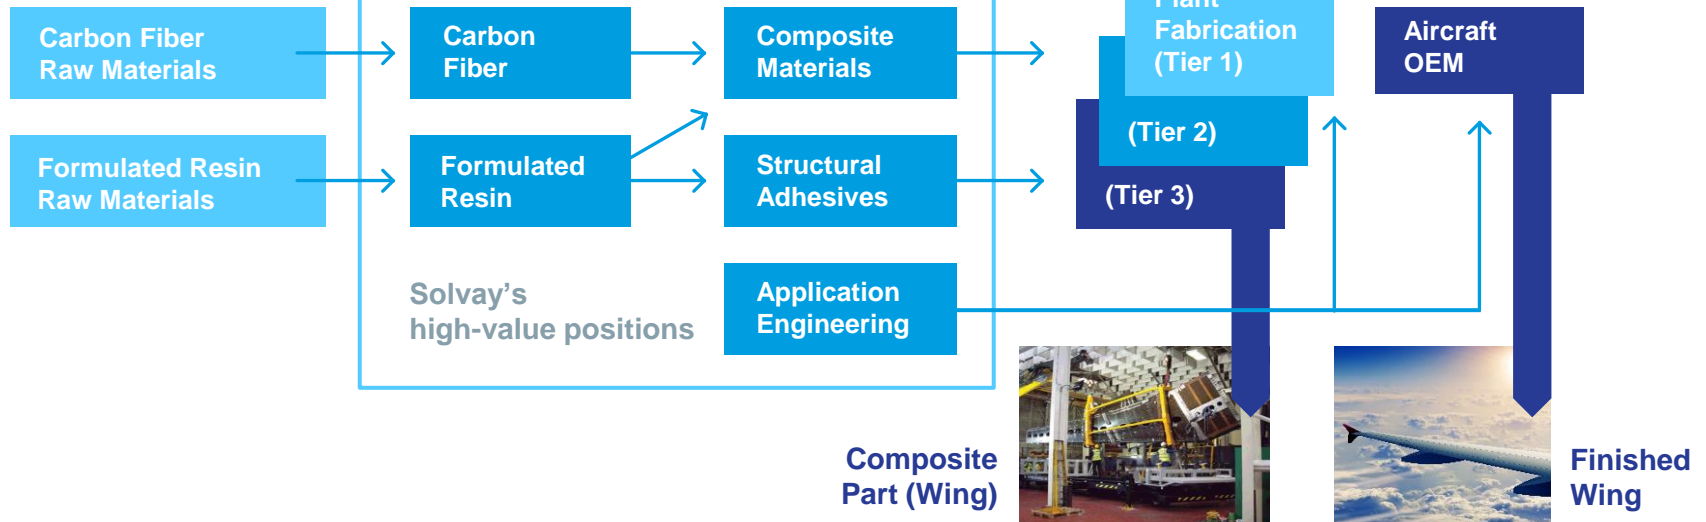 Carbon Fiber
Raw Materials
Carbon
Fiber
Composite
Materials
Plant
Fabrication
(Tier 1)
Aircraft
OEM
Formulated Resin
Raw Materials
Formulated
Resin
Structural
Adhesives
(Tier 2)
(Tier 3)
Solvay's
high-value positions
Application
Engineering
Composite
Part (Wing)
Finished
Wing